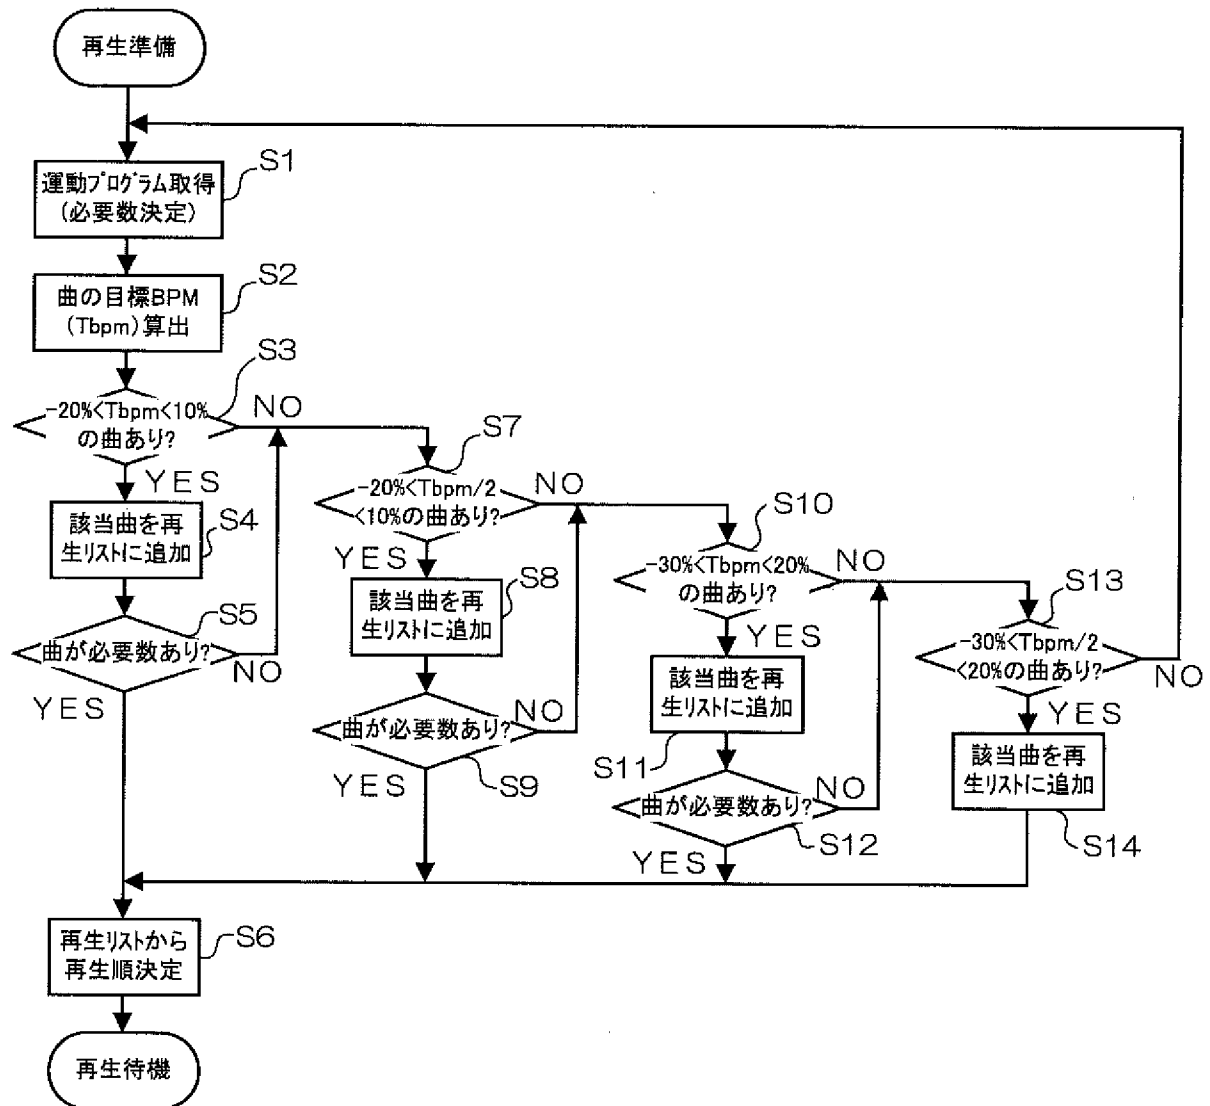 再生準備
S1
運動プログラム取得
(必要数決定)
S2
曲の目標BPM
(Tbpm)算出
S3
-20%<Tbpm<10%
の曲あり?
NO
YES
S4
該当曲を再
生リストに追加
S5
曲が必要数あり?
NO
YES
S7
-20%<Tbpm/2
<10%の曲あり?
NO
YES
S8
該当曲を再
生リストに追加
曲が必要数あり?
NO
S9
YES
S10
-30%<Tbpm<20%
の曲あり?
NO
YES
該当曲を再
生リストに追加
S11
曲が必要数あり?
NO
S12
YES
S13
-30%<Tbpm/2
<20%の曲あり?
NO
YES
該当曲を再
生リストに追加
S14
S6
再生リストから
再生順決定
再生待機